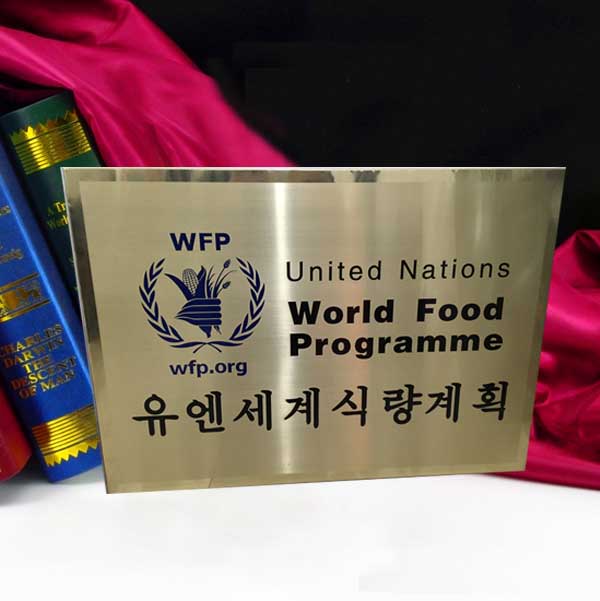 WFP
wfp.org
United Nations
World Food
Programme
유엔세계식량계획
CHARLES
DARWIN
THE
DESCENT
OF MAN